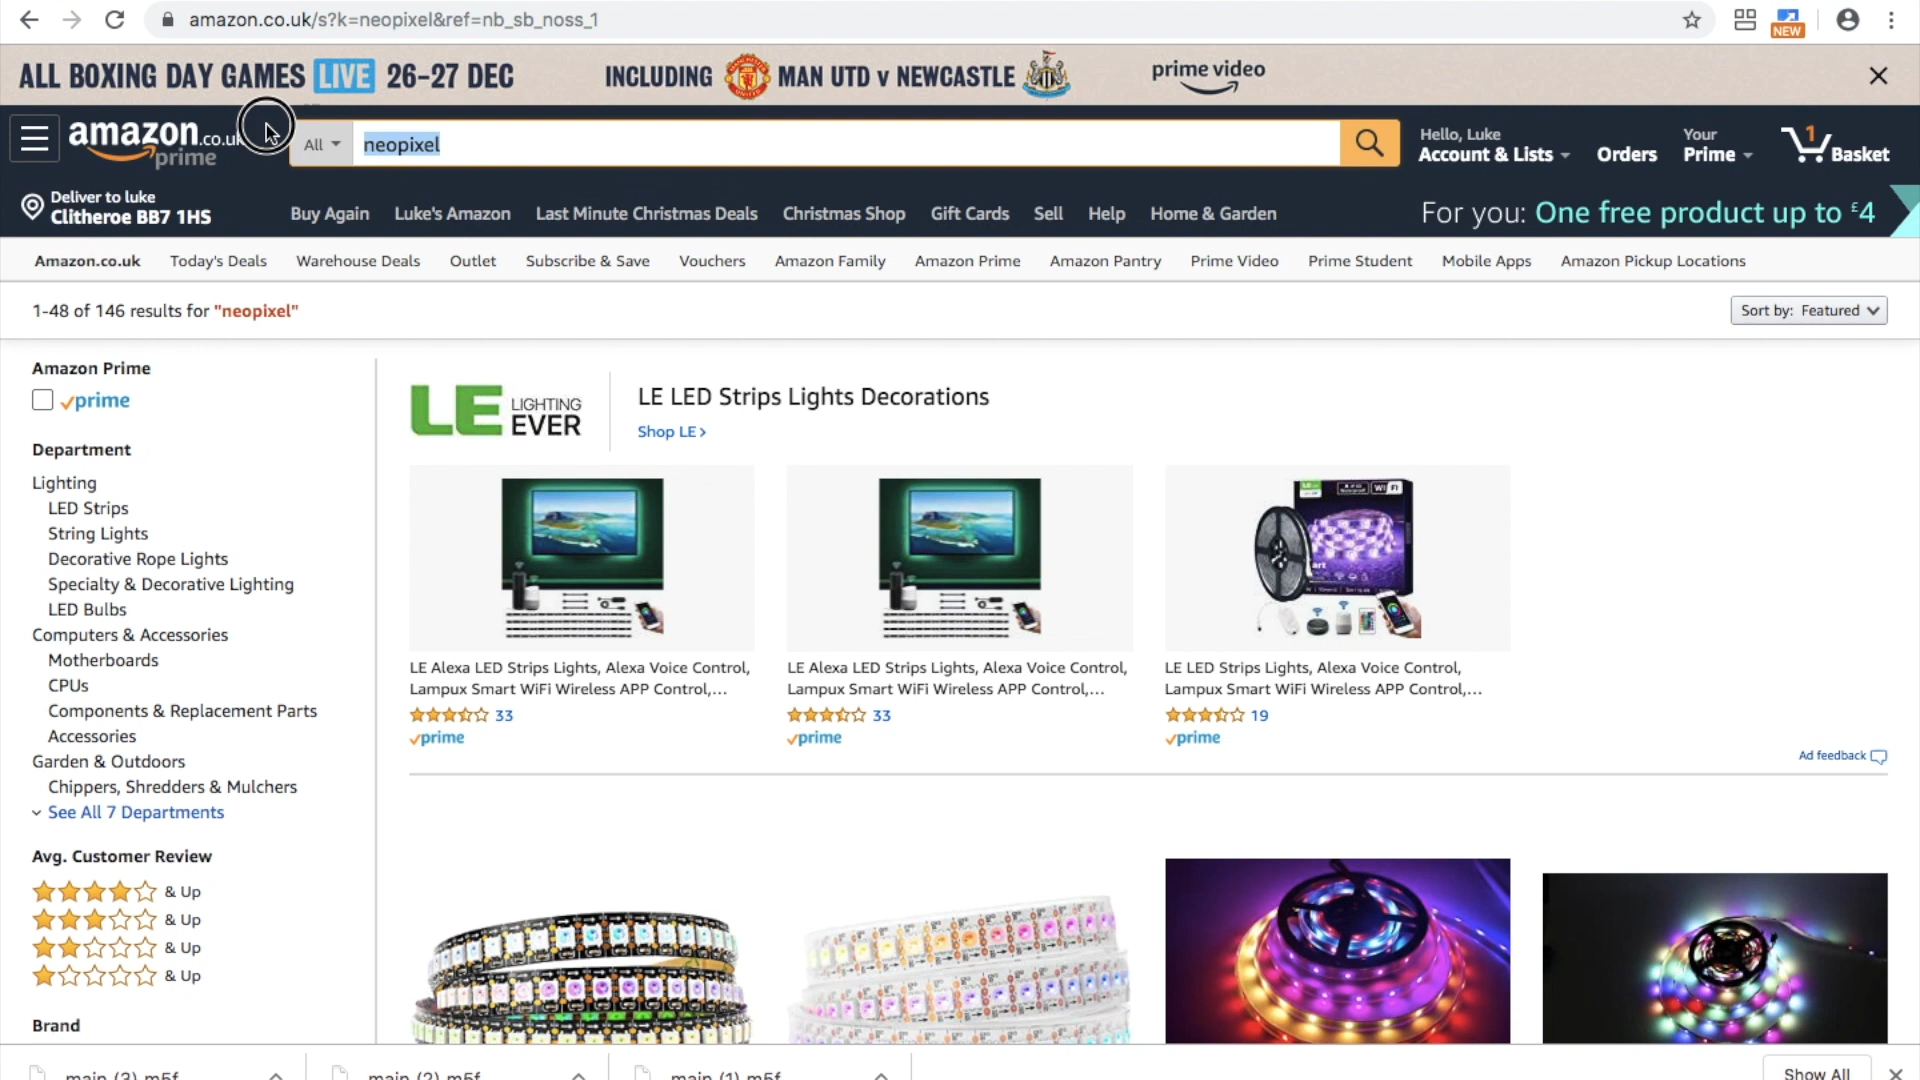 amazon.co.uk/s?k=neopixel&ref=nb_sb_noss_1
NEW
ALL BOXING DAY GAMES LIVE 26-27 DEC
INCLUDING MAN UTD v NEWCASTLE
prime video
amazon.co.uk
prime
All
neopixel
Hello, Luke
Account & Lists
Orders
Your
Prime
1
Basket
Deliver to luke
Clitheroe BB7 1HS
Buy Again
Luke's Amazon
Last Minute Christmas Deals
Christmas Shop
Gift Cards
Sell
Help
Home & Garden
For you: One free product up to £4
Amazon.co.uk
Today's Deals
Warehouse Deals
Outlet
Subscribe & Save
Vouchers
Amazon Family
Amazon Prime
Amazon Pantry
Prime Video
Prime Student
Mobile Apps
Amazon Pickup Locations
1-48 of 146 results for "neopixel"
Sort by: Featured
Amazon Prime
prime
Department
Lighting
LED Strips
String Lights
Decorative Rope Lights
Specialty & Decorative Lighting
LED Bulbs
Computers & Accessories
Motherboards
CPUs
Components & Replacement Parts
Accessories
Garden & Outdoors
Chippers, Shredders & Mulchers
See All 7 Departments
Avg. Customer Review
& Up
& Up
& Up
& Up
Brand
LE LIGHTING
EVER
LE LED Strips Lights Decorations
Shop LE ›
WiFi
LE Alexa LED Strips Lights, Alexa Voice Control,
Lampux Smart WiFi Wireless APP Control,...
33
prime
LE Alexa LED Strips Lights, Alexa Voice Control,
Lampux Smart WiFi Wireless APP Control,...
33
prime
LE LED Strips Lights, Alexa Voice Control,
Lampux Smart WiFi Wireless APP Control,...
19
prime
Ad feedback
main (3).m5f
main (2).m5f
main (1).m5f
Show All